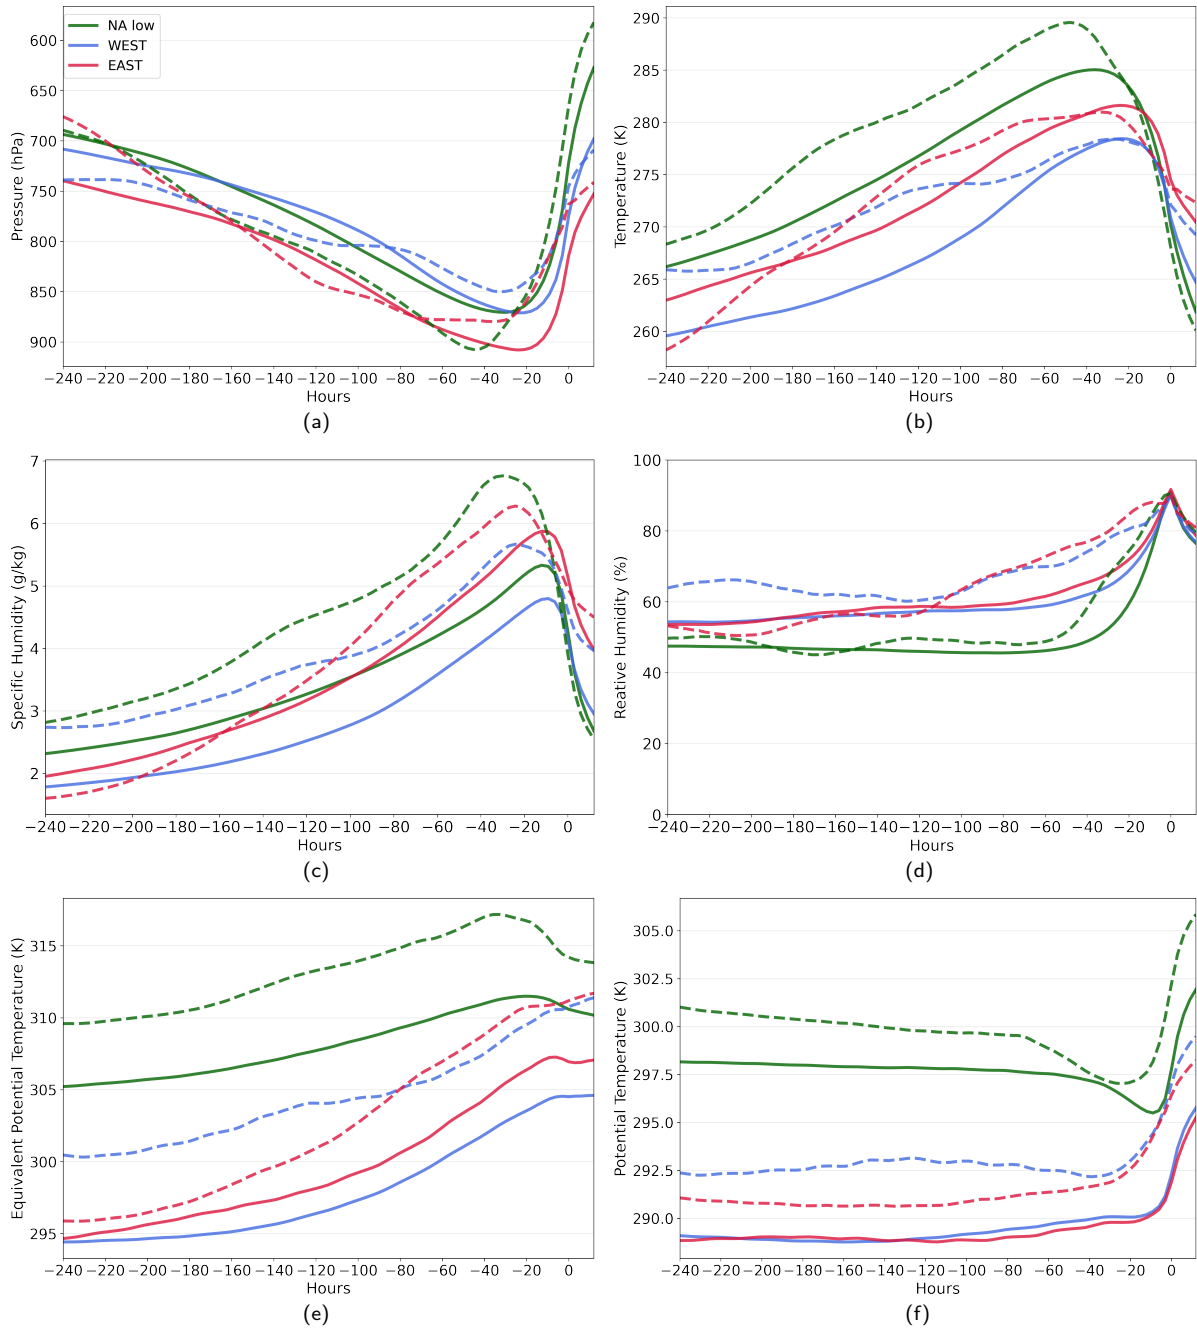 NA low
WEST
EAST
Pressure (hPa)
600
650
700
750
800
850
900
−240 −220 −200 −180 −160 −140 −120 −100 −80 −60 −40 −20 0
Hours
(a)
Temperature (K)
290
285
280
275
270
265
260
−240 −220 −200 −180 −160 −140 −120 −100 −80 −60 −40 −20 0
Hours
(b)
Specific Humidity (g/kg)
7
6
5
4
3
2
−240 −220 −200 −180 −160 −140 −120 −100 −80 −60 −40 −20 0
Hours
(c)
Reative Humidity (%)
100
80
60
40
20
0
−240 −220 −200 −180 −160 −140 −120 −100 −80 −60 −40 −20 0
Hours
(d)
Equivalent Potential Temperature (K)
315
310
305
300
295
−240 −220 −200 −180 −160 −140 −120 −100 −80 −60 −40 −20 0
Hours
(e)
Potential Temperature (K)
305.0
302.5
300.0
297.5
295.0
292.5
290.0
−240 −220 −200 −180 −160 −140 −120 −100 −80 −60 −40 −20 0
Hours
(f)